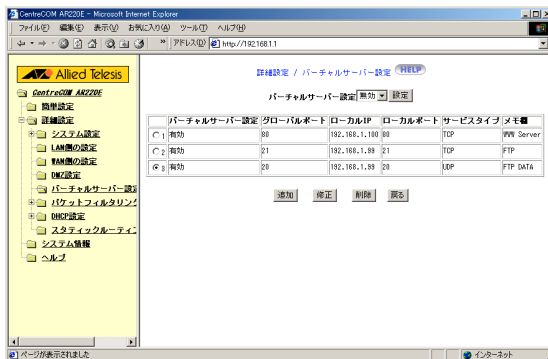 CentreCOM AR220E - Microsoft Internet Explorer
ファイル(F) 編集(E) 表示(V) お気に入り(A) ツール(T) ヘルプ(H)
アドレス(D) http://192.168.1.1
Allied Telesis
CentreCOM AR220E
簡単設定
詳細設定
システム設定
LAN側の設定
WAN側の設定
DMZ設定
バーチャルサーバー設定
パケットフィルタリング
DHCP設定
スタティックルーティン
システム情報
ヘルプ
詳細設定 / バーチャルサーバー設定 HELP
バーチャルサーバー設定 無効 設定
バーチャルサーバー設定 グローバルポート ローカルIP ローカルポート サービスタイプ メモ欄
1 有効 80 192.168.1.100 80 TCP WWW Server
2 有効 21 192.168.1.99 21 TCP FTP
3 有効 20 192.168.1.99 20 UDP FTP DATA
追加 修正 削除 戻る
ページが表示されました インターネット